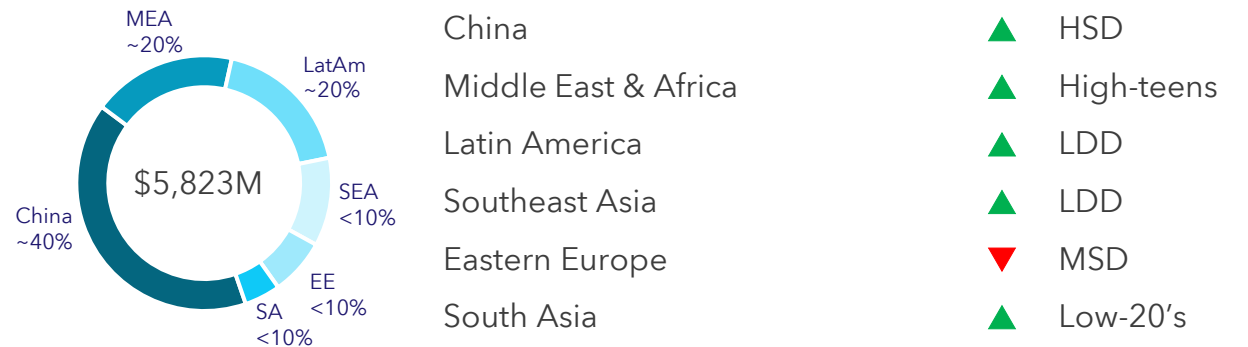 MEA
~20%
LatAm
~20%
$5,823M
SEA
<10%
China
~40%
EE
<10%
SA
<10%
China HSD
Middle East & Africa High-teens
Latin America LDD
Southeast Asia LDD
Eastern Europe MSD
South Asia Low-20’s